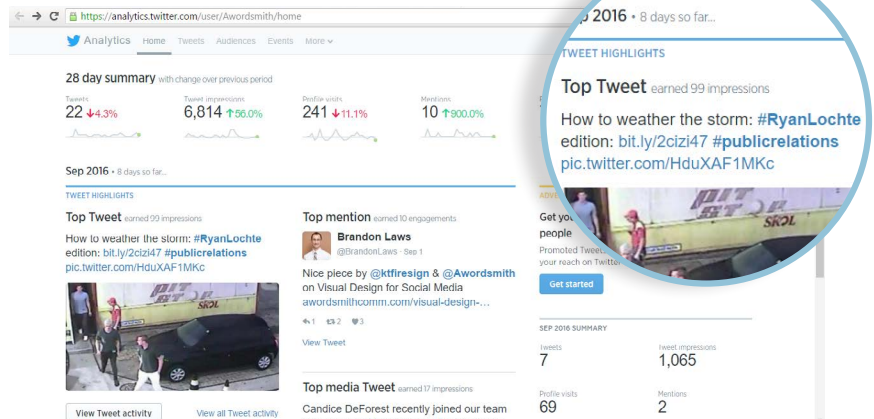 https://analytics.twitter.com/user/Awordsmith/home
Analytics Home Tweets Audiences Events More
28 day summary with change over previous period
Tweets
22 ↓4.3%
Tweet impressions
6,814 ↑56.0%
Profile visits
241 ↓11.1%
Mentions
10 ↑900.0%
Sep 2016 • 8 days so far...
TWEET HIGHLIGHTS
Top Tweet earned 99 impressions
How to weather the storm: #RyanLochte
edition: bit.ly/2cizi47 #publicrelations
pic.twitter.com/HduXAF1MKc
PIT
STOP
SKOL
View Tweet activity
View all Tweet activity
Top mention earned 10 engagements
Brandon Laws
@BrandonLaws · Sep 1
Nice piece by @ktfiresign & @Awordsmith
on Visual Design for Social Media
awordsmithcomm.com/visual-design-...
1 2 3
View Tweet
Top media Tweet earned 17 impressions
Candice DeForest recently joined our team
2016 • 8 days so far...
TWEET HIGHLIGHTS
Top Tweet earned 99 impressions
How to weather the storm: #RyanLochte
edition: bit.ly/2cizi47 #publicrelations
pic.twitter.com/HduXAF1MKc
PIT
STOP
SKOL
Get
people
Promoted
your reach on Twitter
Get started
SEP 2016 SUMMARY
Tweets
7
Tweet impressions
1,065
Profile visits
69
Mentions
2